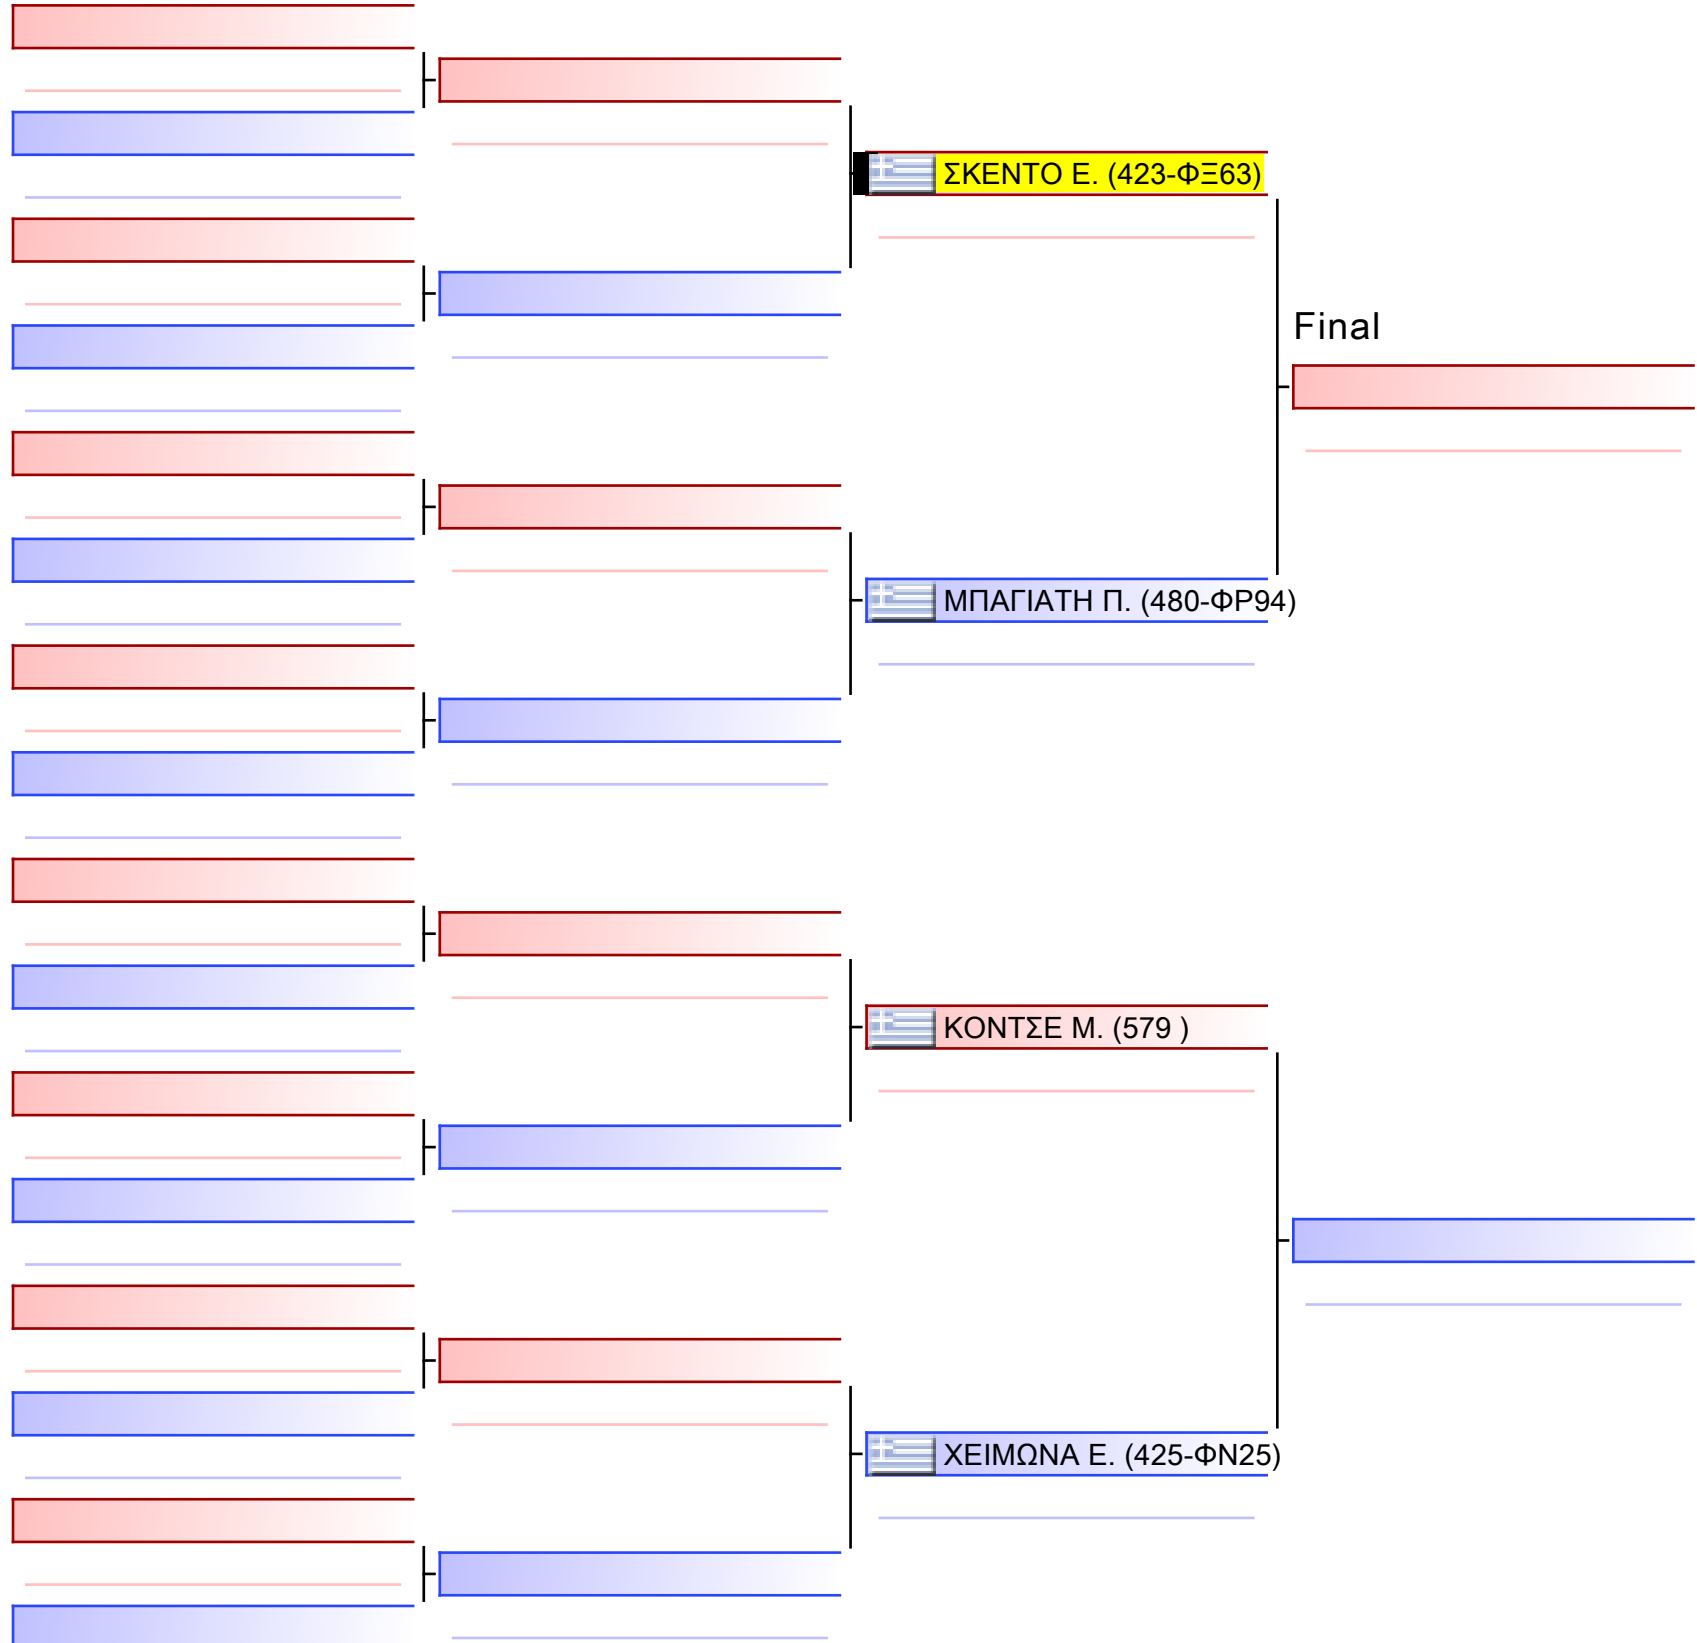 ΣΚΕΝΤΟ Ε. (423-ΦΞ63)
Final
ΜΠΑΓΙΑΤΗ Π. (480-ΦΡ94)
ΚΟΝΤΣΕ Μ. (579 )
ΧΕΙΜΩΝΑ Ε. (425-ΦΝ25)